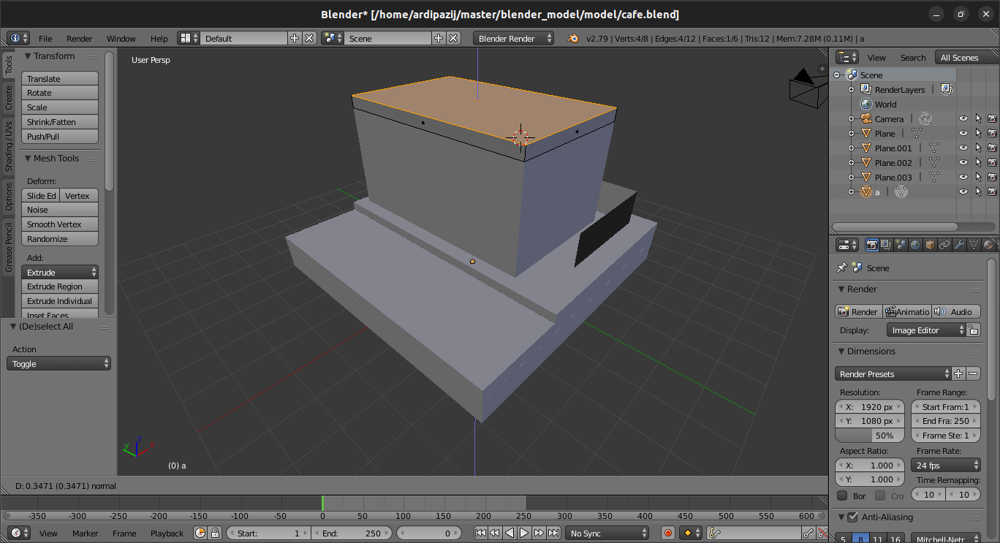 Blender* [/home/ardipazij/master/blender_model/model/cafe.blend]
File Render Window Help Default Scene Blender Render v2.79 | Verts:4/8 | Edges:4/12 | Faces:1/6 | Tris:12 | Mem:7.28M (0.11M) | a
Tools
Create
Shading / UVs
Options
Grease Pencil
Transform
Translate
Rotate
Scale
Shrink/Fatten
Push/Pull
Mesh Tools
Deform:
Slide Ed Vertex
Noise
Smooth Vertex
Randomize
Add:
Extrude
Extrude Region
Extrude Individual
Inset Faces
(De)select All
Action
Toggle
User Persp
x
y
z
(0) a
D: 0.3471 (0.3471) normal
View Search All Scenes
Scene
RenderLayers |
World
Camera |
Plane |
Plane.001 |
Plane.002 |
Plane.003 |
a |
Scene
Render
Render Animatio Audio
Display: Image Editor
Dimensions
Render Presets
Resolution: Frame Range:
X: 1920 px Start Fram:1
Y: 1080 px End Fra: 250
50% Frame Ste: 1
Aspect Ratio: Frame Rate:
X: 1.000 24 fps
Y: 1.000 Time Remapping:
Bor Cro 10 10
Anti-Aliasing
5 8 11 16 Mitchell-Netr...
-350 -300 -250 -200 -150 -100 -50 0 50 100 150 200 250 300 350 400 450 500 550 600
View Marker Frame Playback Start: 1 End: 250 0 No Sync